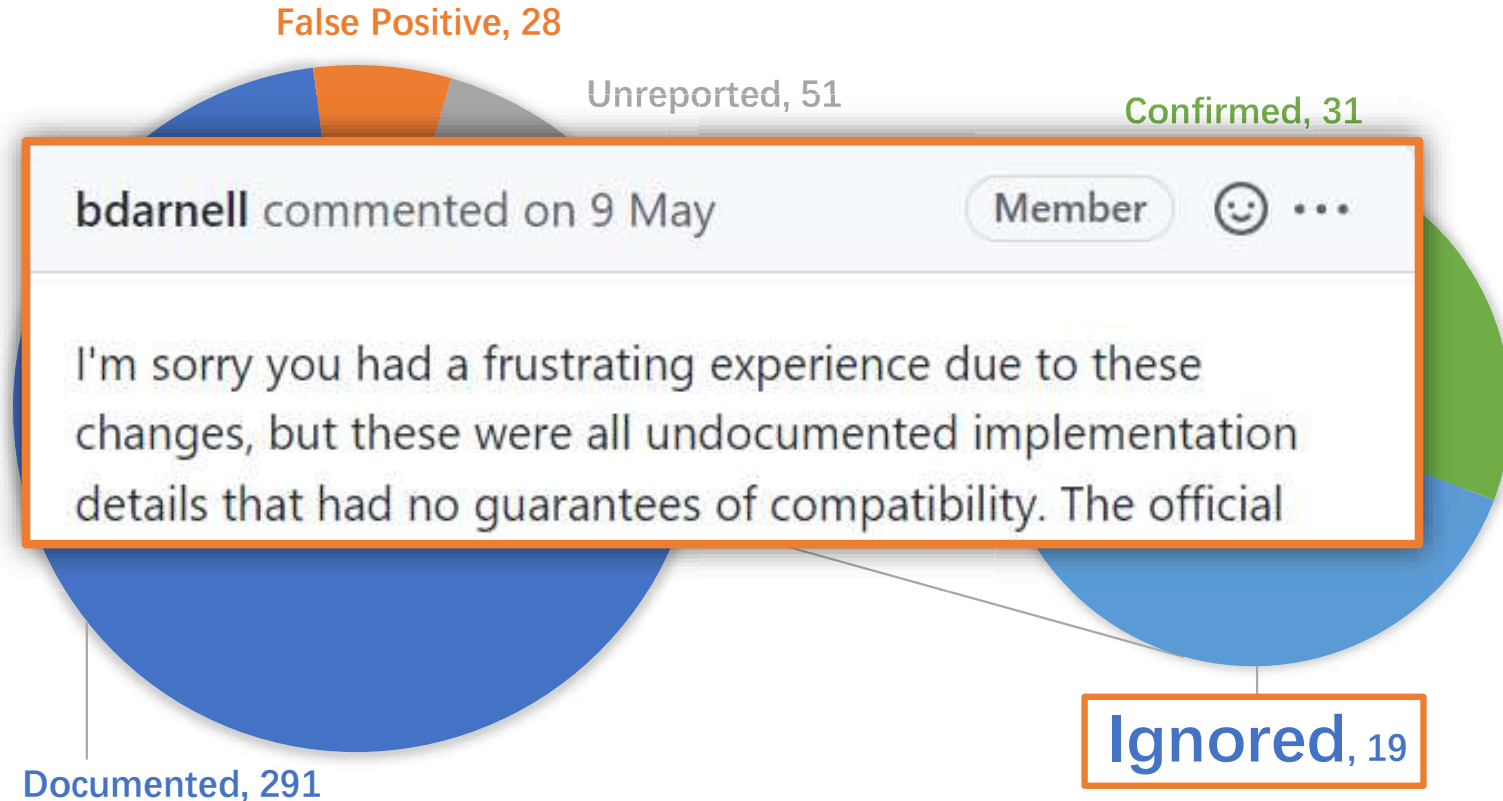 False Positive, 28
Unreported, 51
Confirmed, 31
bdarnell commented on 9 May
Member
I'm sorry you had a frustrating experience due to these
changes, but these were all undocumented implementation
details that had no guarantees of compatibility. The official
Ignored, 19
Documented, 291